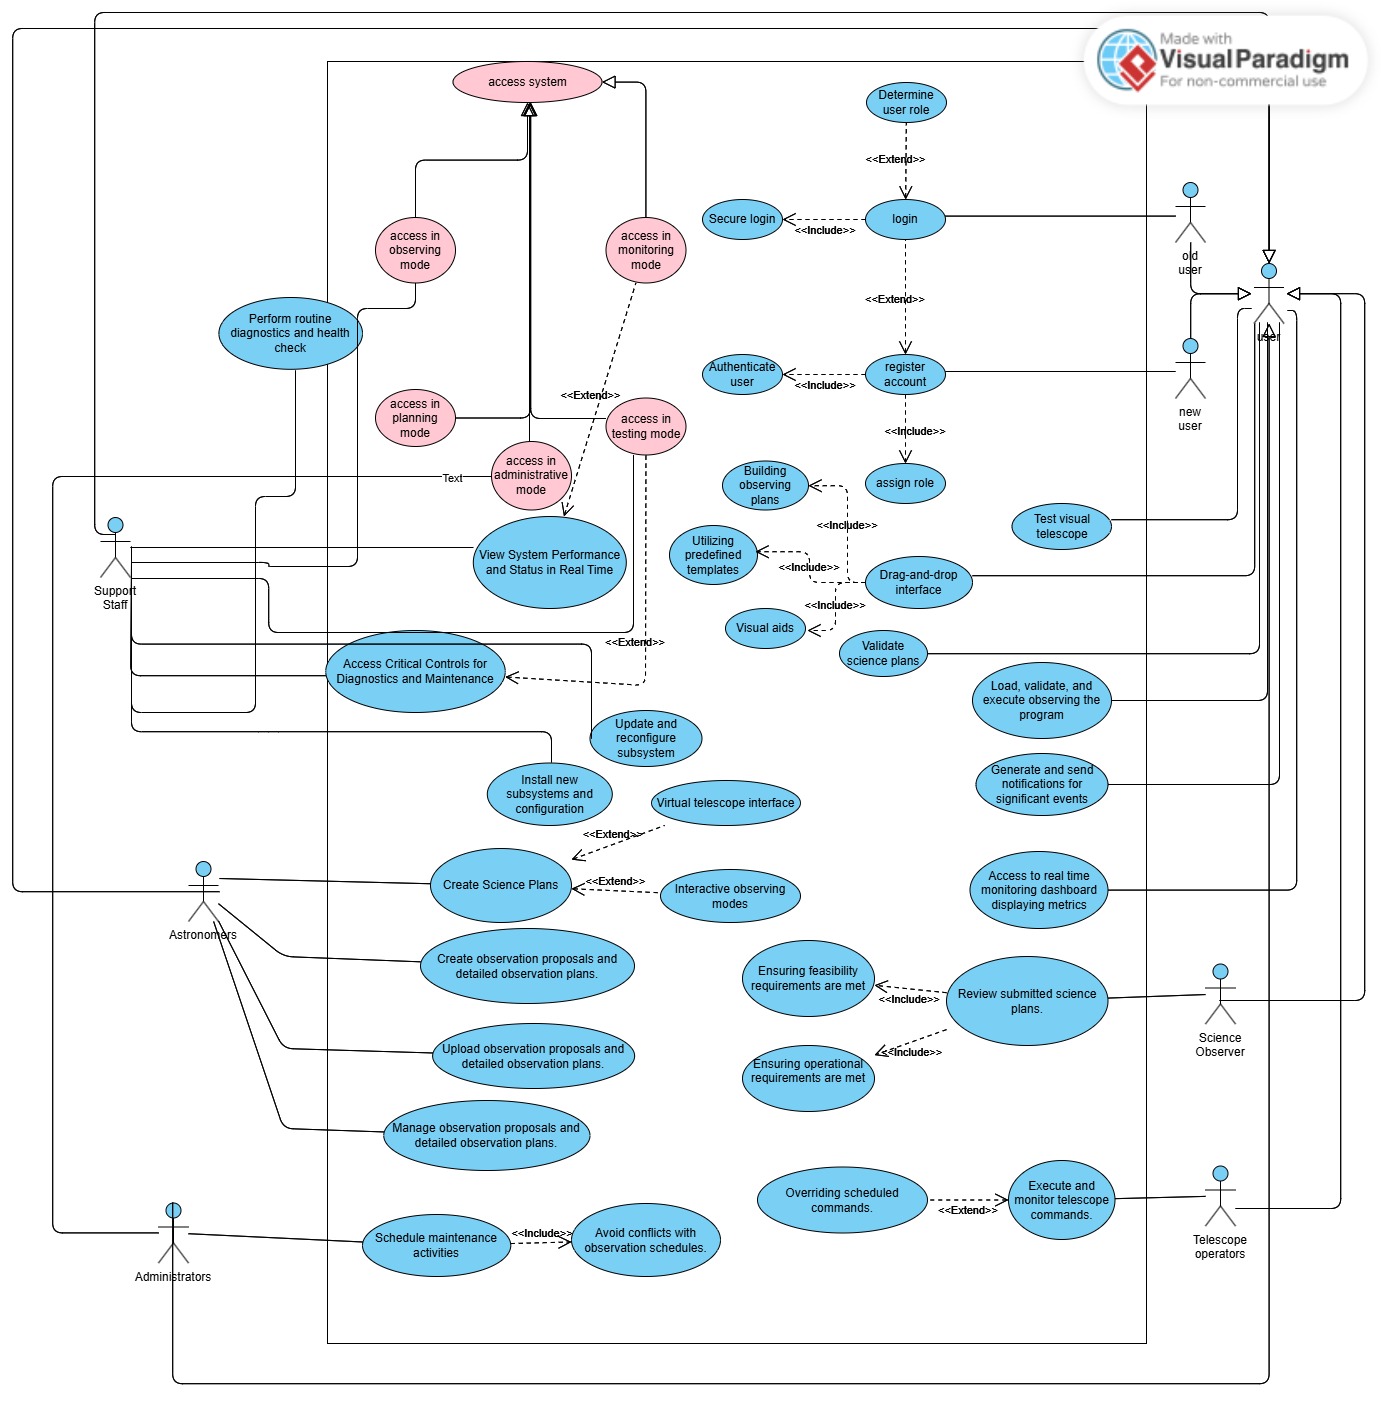 Made with
VisualParadigm
For non-commercial use
access system
Determine
user role
<<Extend>>
Secure login
<<Include>>
login
old
user
access in
observing
mode
access in
monitoring
mode
<<Extend>>
user
Perform routine
diagnostics and health
check
Authenticate
user
<<Include>>
register
account
new
user
<<Extend>>
access in
planning
mode
access in
testing mode
<<Include>>
access in
administrative
mode
Text
Building
observing
plans
assign role
<<Include>>
Test visual
telescope
Support
Staff
View System Performance
and Status in Real Time
Utilizing
predefined
templates
<<Include>>
Drag-and-drop
interface
<<Include>>
Visual aids
<<Extend>>
Validate
science plans
Access Critical Controls for
Diagnostics and Maintenance
Load, validate, and
execute observing the
program
Update and
reconfigure
subsystem
Install new
subsystems and
configuration
Generate and send
notifications for
significant events
Virtual telescope interface
<<Extend>>
Create Science Plans
<<Extend>>
Interactive observing
modes
Access to real time
monitoring dashboard
displaying metrics
Astronomers
Create observation proposals and
detailed observation plans.
Ensuring feasibility
requirements are met
<<Include>>
Review submitted science
plans.
Science
Observer
Upload observation proposals and
detailed observation plans.
<<Include>>
Ensuring operational
requirements are met
Manage observation proposals and
detailed observation plans.
Overriding scheduled
commands.
<<Extend>>
Execute and
monitor telescope
commands.
Telescope
operators
Administrators
Schedule maintenance
activities
<<Include>>
Avoid conflicts with
observation schedules.